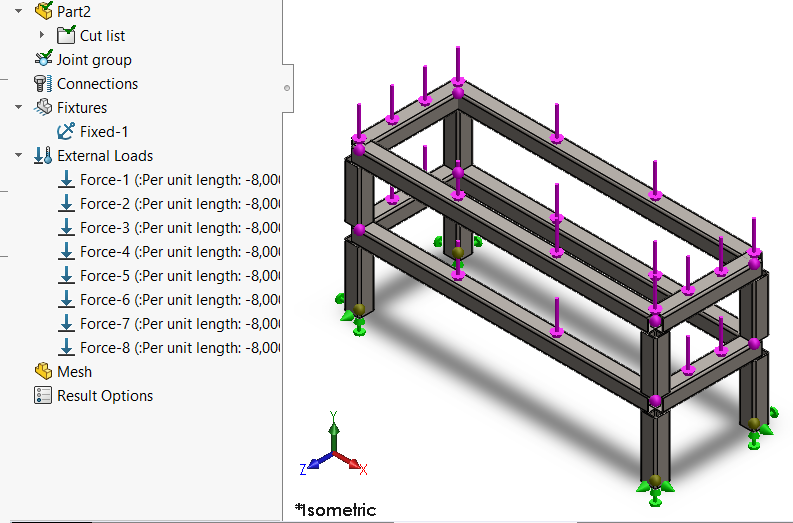 Part2
Cut list
Joint group
Connections
Fixtures
Fixed-1
External Loads
Force-1 (:Per unit length: -8,000
Force-2 (:Per unit length: -8,000
Force-3 (:Per unit length: -8,000
Force-4 (:Per unit length: -8,000
Force-5 (:Per unit length: -8,000
Force-6 (:Per unit length: -8,000
Force-7 (:Per unit length: -8,000
Force-8 (:Per unit length: -8,000
Mesh
Result Options
Y
Z
X
*Isometric